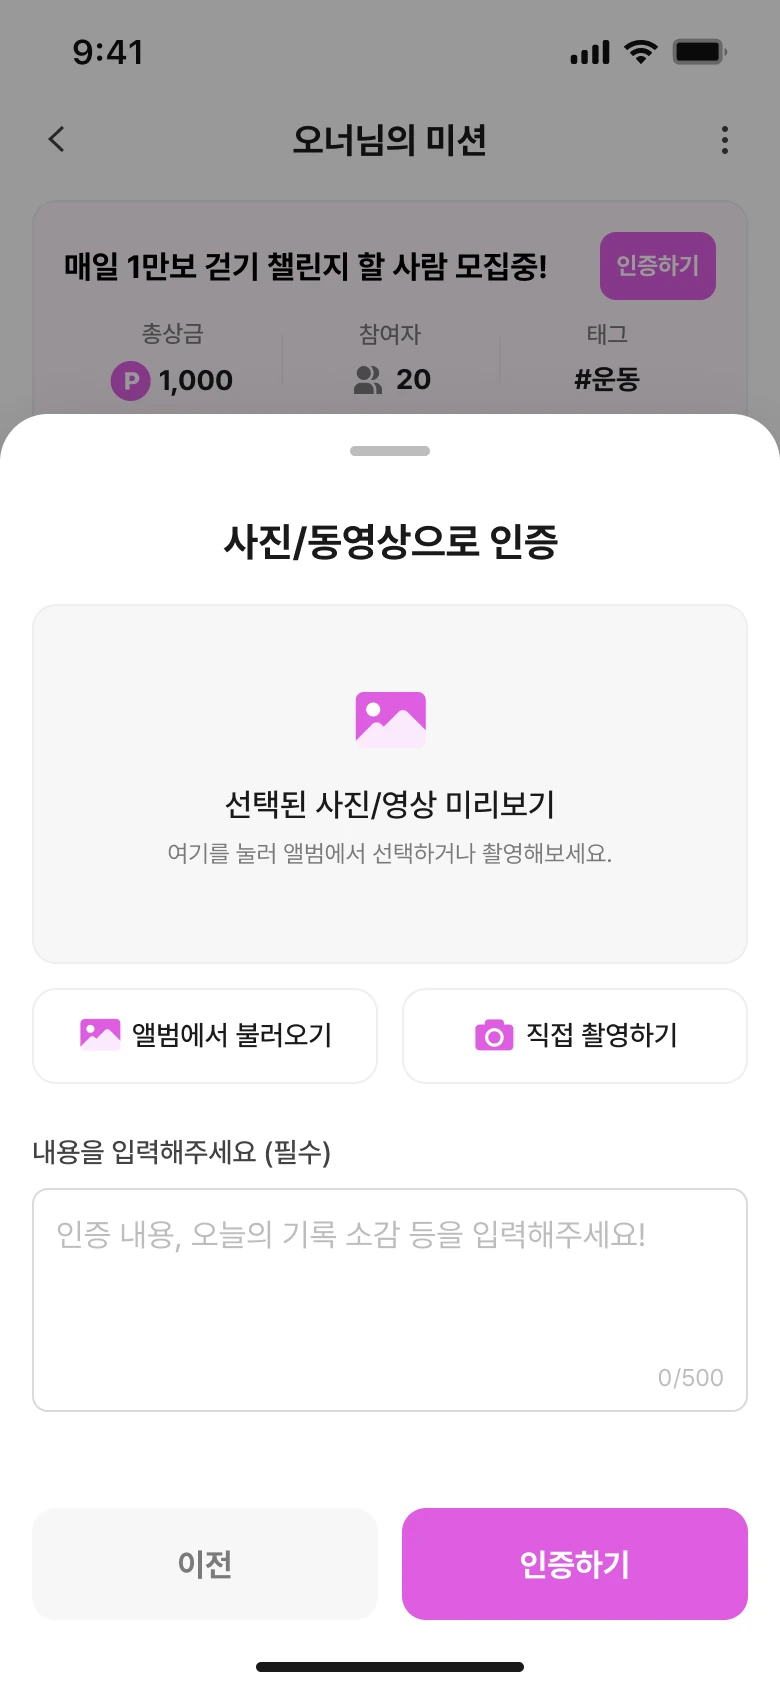 9:41
오너님의 미션
매일 1만보 걷기 챌린지 할 사람 모집중!
인증하기
총상금
참여자
태그
P 1,000
20
#운동
사진/동영상으로 인증
선택된 사진/영상 미리보기
여기를 눌러 앨범에서 선택하거나 촬영해보세요.
앨범에서 불러오기
직접 촬영하기
내용을 입력해주세요 (필수)
인증 내용, 오늘의 기록 소감 등을 입력해주세요!
0/500
이전
인증하기